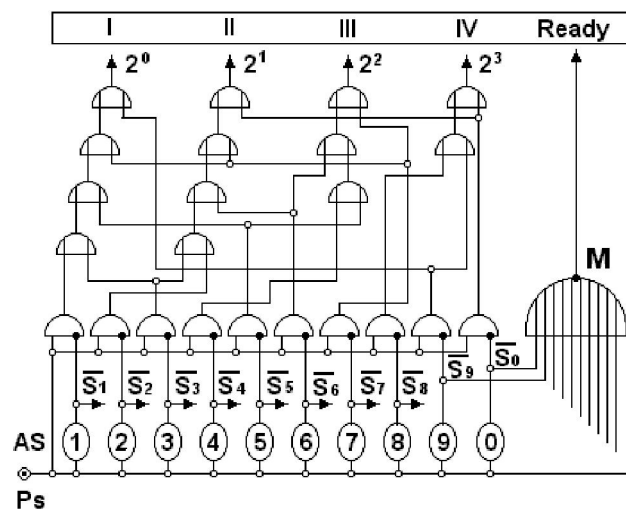 I II III IV Ready
2⁰ 2¹ 2² 2³
M
S̅1 S̅2 S̅3 S̅4 S̅5 S̅6 S̅7 S̅8 S̅9 S̅0
AS 1 2 3 4 5 6 7 8 9 0
Ps